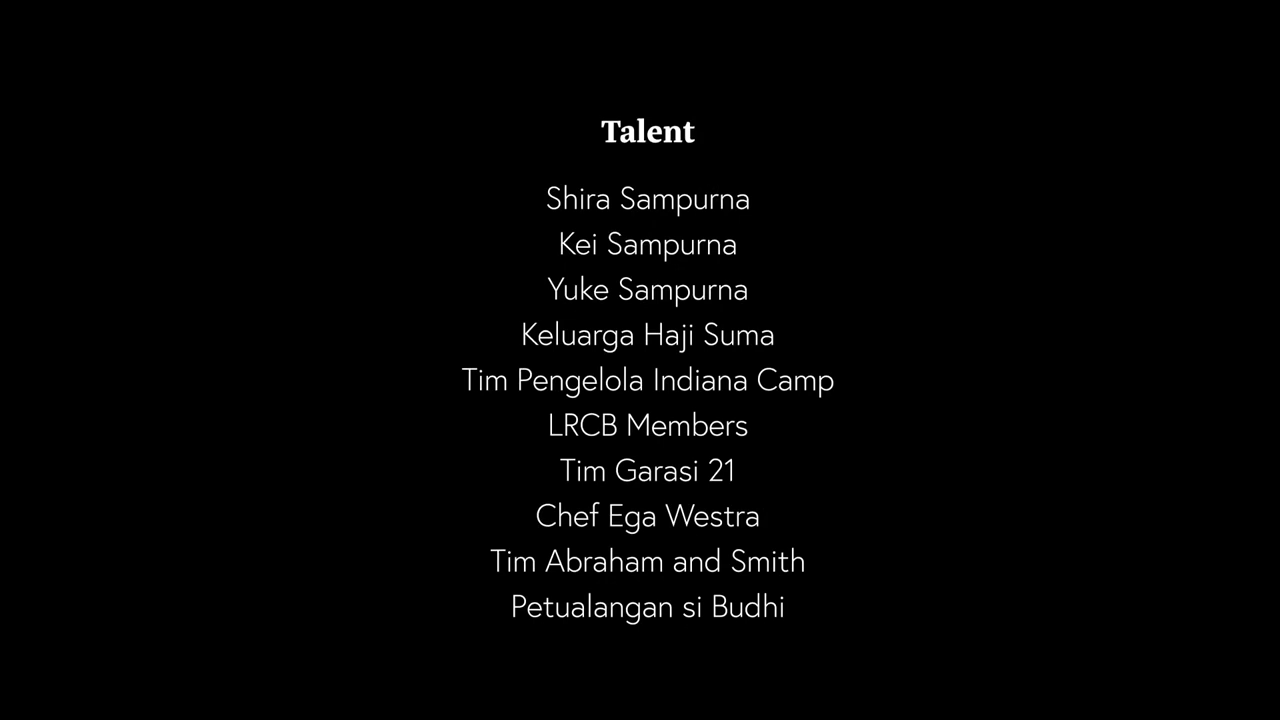 Talent
Shira Sampurna
Kei Sampurna
Yuke Sampurna
Keluarga Haji Suma
Tim Pengelola Indiana Camp
LRCB Members
Tim Garasi 21
Chef Ega Westra
Tim Abraham and Smith
Petualangan si Budhi